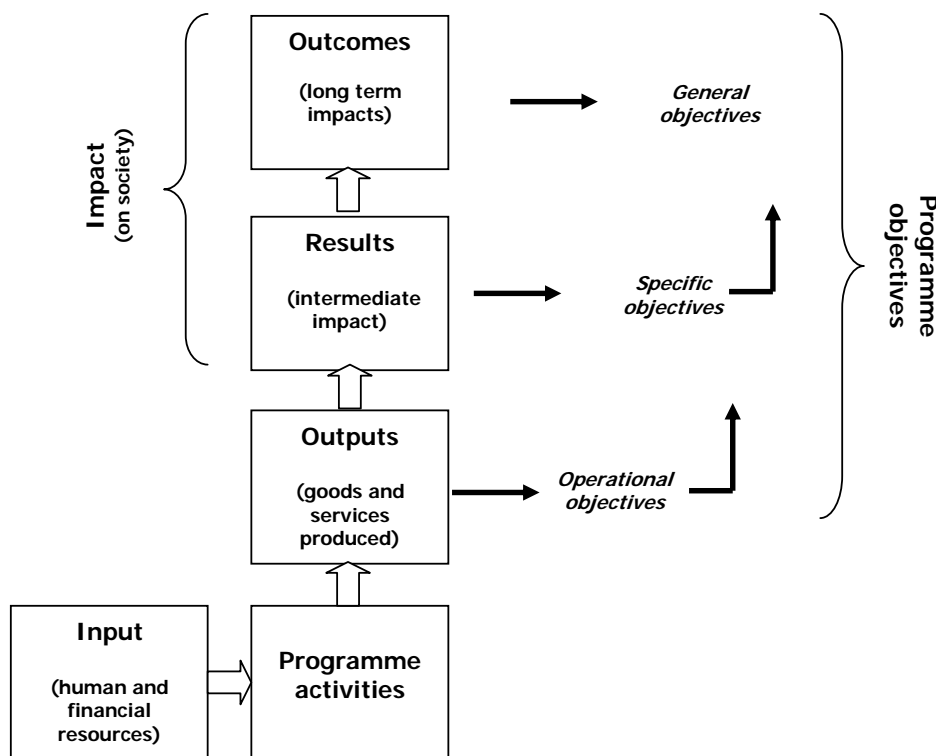 Outcomes
(long term
impacts)
General
objectives
Impact
(on society)
Results
(intermediate
impact)
Specific
objectives
Programme
objectives
Outputs
(goods and
services
produced)
Operational
objectives
Input
(human and
financial
resources)
Programme
activities